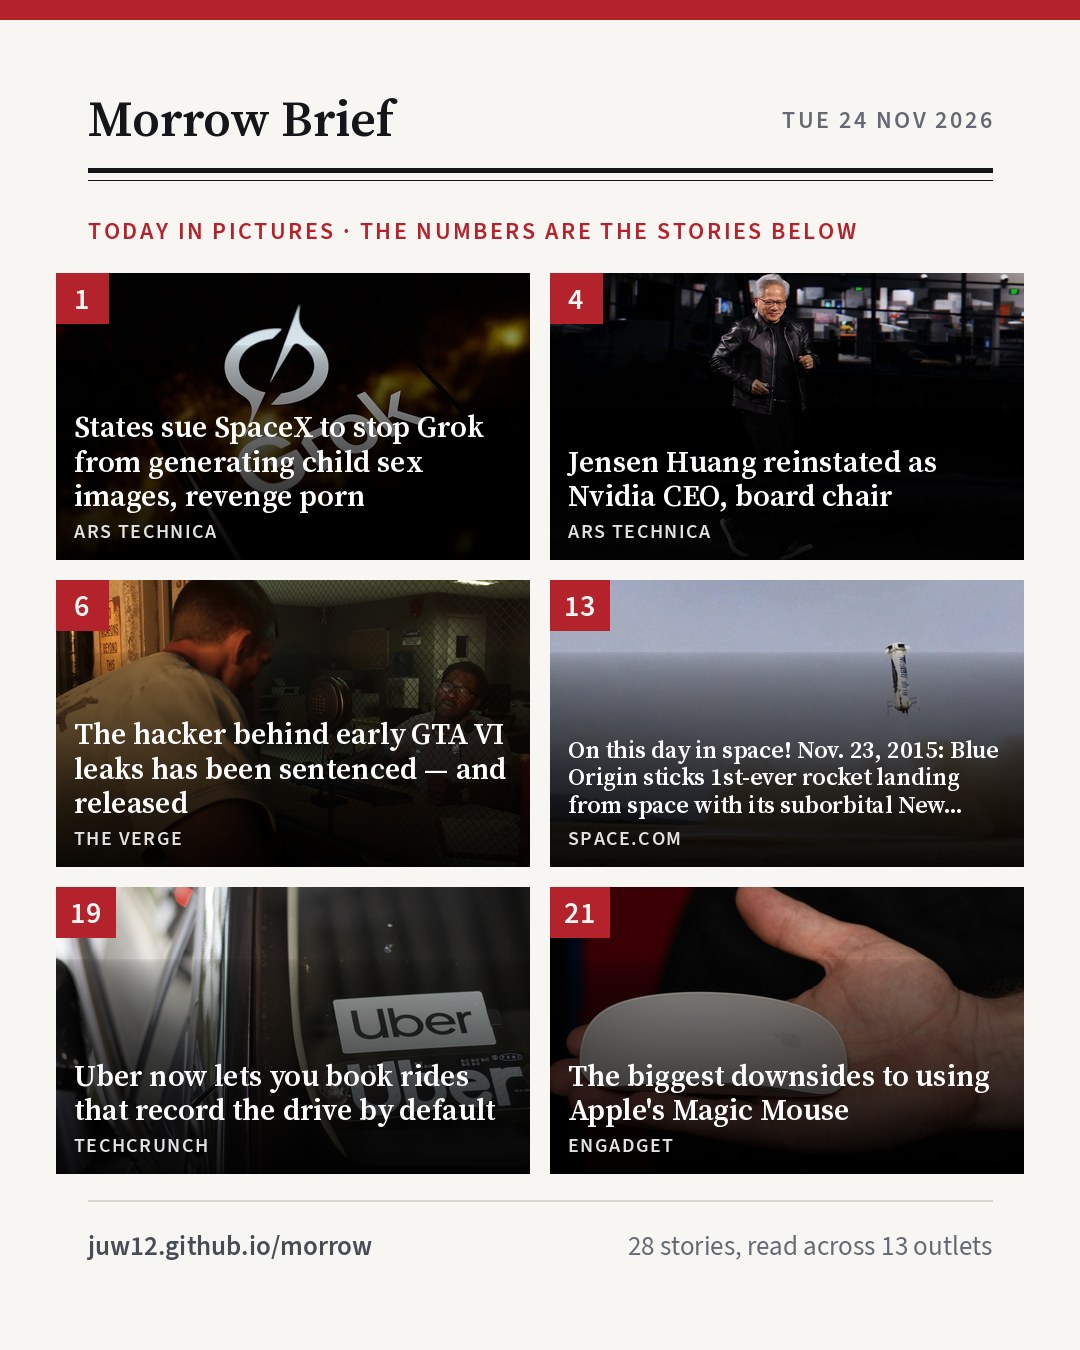 Morrow Brief
TUE 24 NOV 2026
TODAY IN PICTURES · THE NUMBERS ARE THE STORIES BELOW
1
Grok
States sue SpaceX to stop Grok
from generating child sex
images, revenge porn
ARS TECHNICA
4
Jensen Huang reinstated as
Nvidia CEO, board chair
ARS TECHNICA
6
BEYOND
THIS
The hacker behind early GTA VI
leaks has been sentenced — and
released
THE VERGE
13
On this day in space! Nov. 23, 2015: Blue
Origin sticks 1st-ever rocket landing
from space with its suborbital New...
SPACE.COM
19
Uber
Uber
Uber now lets you book rides
that record the drive by default
TECHCRUNCH
21
The biggest downsides to using
Apple's Magic Mouse
ENGADGET
juw12.github.io/morrow
28 stories, read across 13 outlets